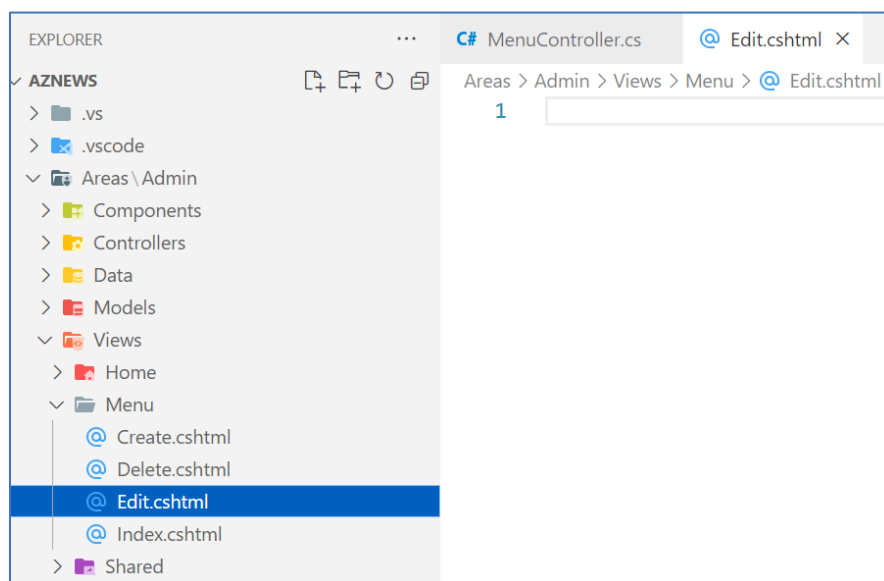 EXPLORER
AZNEWS
.vs
.vscode
Areas\Admin
Components
Controllers
Data
Models
Views
Home
Menu
Create.cshtml
Delete.cshtml
Edit.cshtml
Index.cshtml
Shared
C# MenuController.cs
@ Edit.cshtml ×
Areas > Admin > Views > Menu > @ Edit.cshtml
1